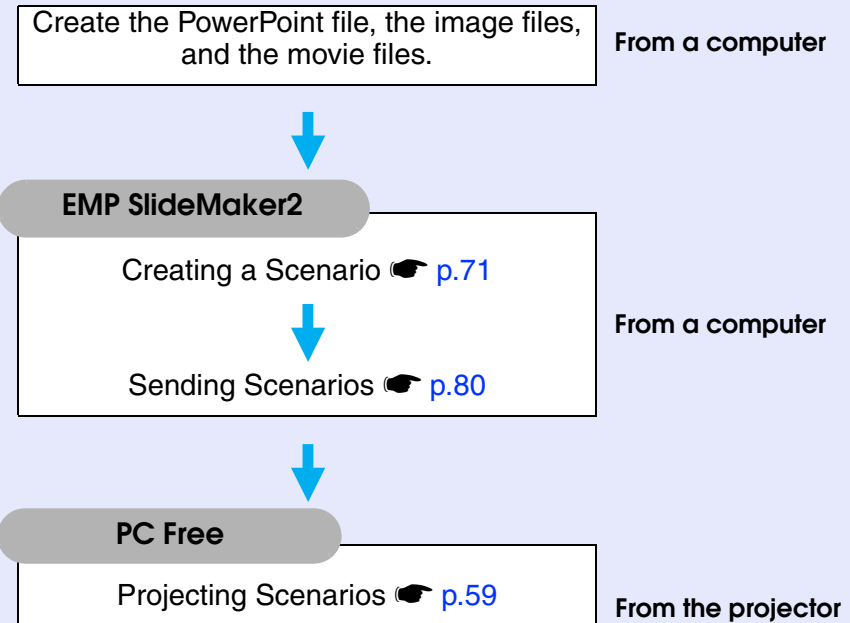 Create the PowerPoint file, the image files,
and the movie files.
From a computer
EMP SlideMaker2
Creating a Scenario ☛ p.71
Sending Scenarios ☛ p.80
From a computer
PC Free
Projecting Scenarios ☛ p.59
From the projector